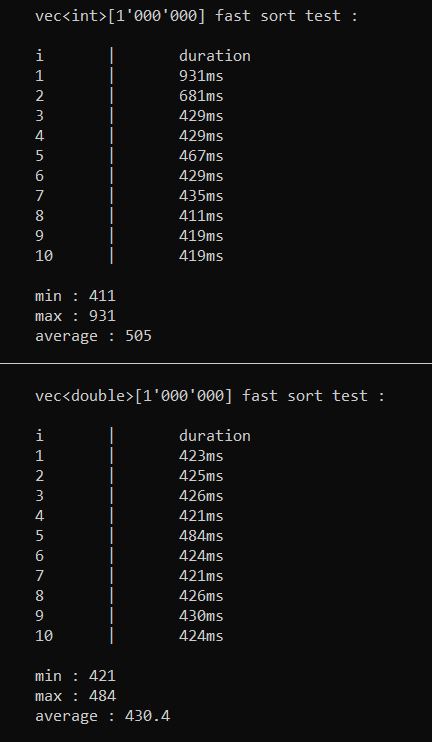 vec<int>[1'000'000] fast sort test :
i | duration
1 | 931ms
2 | 681ms
3 | 429ms
4 | 429ms
5 | 467ms
6 | 429ms
7 | 435ms
8 | 411ms
9 | 419ms
10 | 419ms
min : 411
max : 931
average : 505
vec<double>[1'000'000] fast sort test :
i | duration
1 | 423ms
2 | 425ms
3 | 426ms
4 | 421ms
5 | 484ms
6 | 424ms
7 | 421ms
8 | 426ms
9 | 430ms
10 | 424ms
min : 421
max : 484
average : 430.4